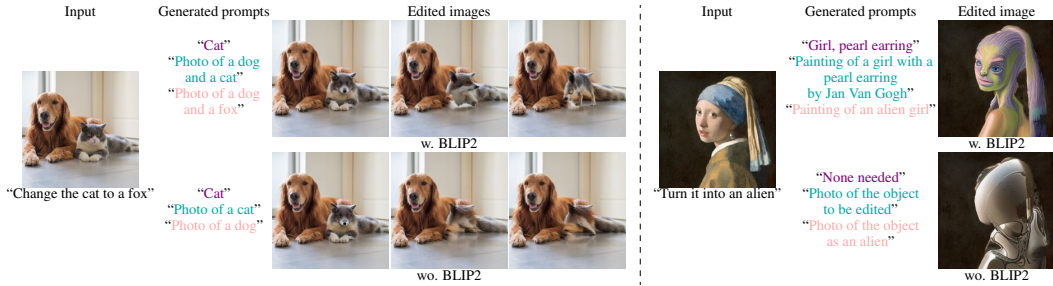 Input
Generated prompts
Edited images
"Cat"
"Photo of a dog
and a cat"
"Photo of a dog
and a fox"
w. BLIP2
"Change the cat to a fox"
"Cat"
"Photo of a cat"
"Photo of a dog"
wo. BLIP2
Input
Generated prompts
Edited image
"Girl, pearl earring"
"Painting of a girl with a
pearl earring
by Jan Van Gogh"
"Painting of an alien girl"
w. BLIP2
"Turn it into an alien"
"None needed"
"Photo of the object
to be edited"
"Photo of the object
as an alien"
wo. BLIP2